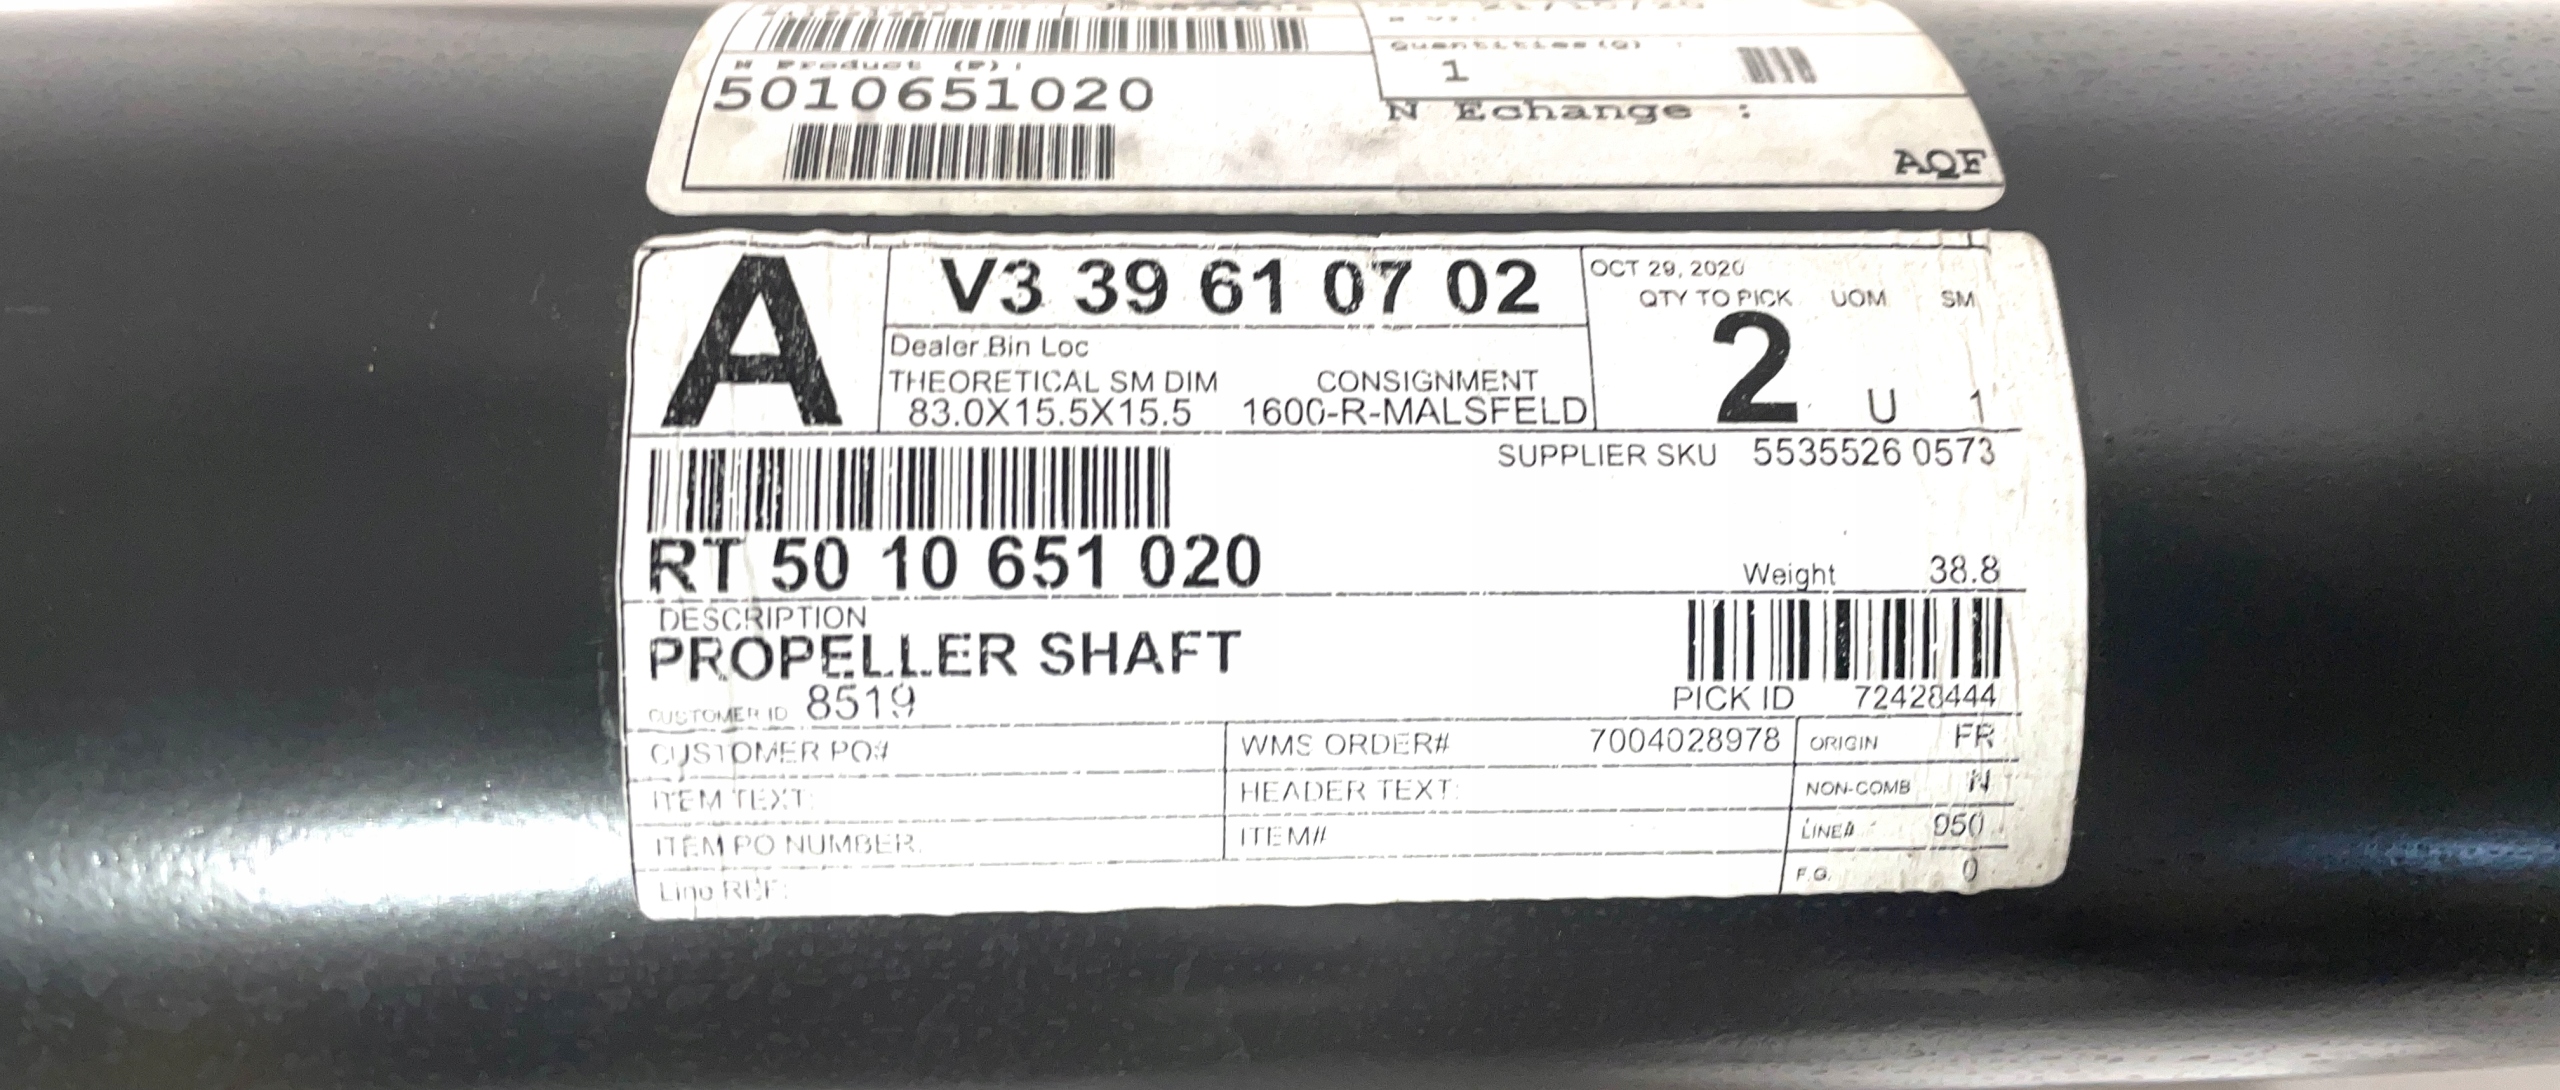 N Product (P):
5010651020
Quantities(Q) :
1
N Echange :
AQF
A
V3 39 61 07 02
Dealer Bin Loc
THEORETICAL SM DIM
83.0X15.5X15.5
CONSIGNMENT
1600-R-MALSFELD
OCT 29, 2020
QTY TO PICK UOM SM
2 U 1
SUPPLIER SKU 5535526 0573
RT 50 10 651 020
Weight 38.8
DESCRIPTION
PROPELLER SHAFT
CUSTOMER ID 8519
PICK ID 72428444
CUSTOMER PO#
WMS ORDER# 7004028978
ORIGIN FR
ITEM TEXT:
HEADER TEXT:
NON-COMB N
ITEM PO NUMBER:
ITEM#
LINE# 950
Line REF:
F.G. 0